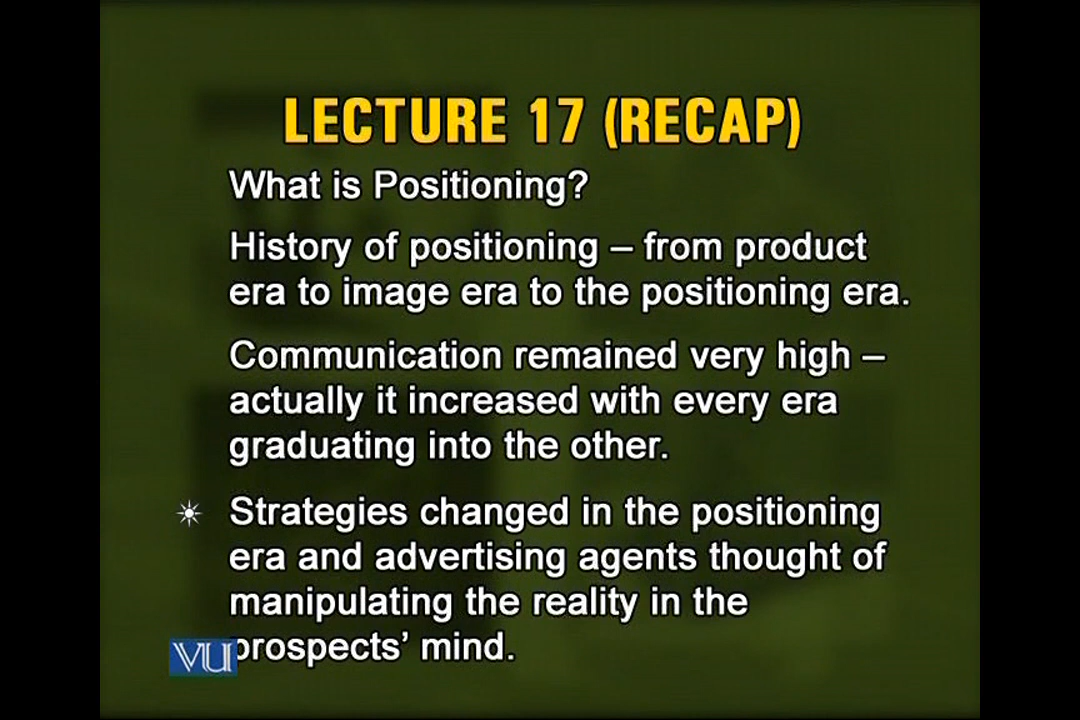 LECTURE 17 (RECAP)
What is Positioning?
History of positioning – from product
era to image era to the positioning era.
Communication remained very high –
actually it increased with every era
graduating into the other.
Strategies changed in the positioning
era and advertising agents thought of
manipulating the reality in the
prospects’ mind.
VU